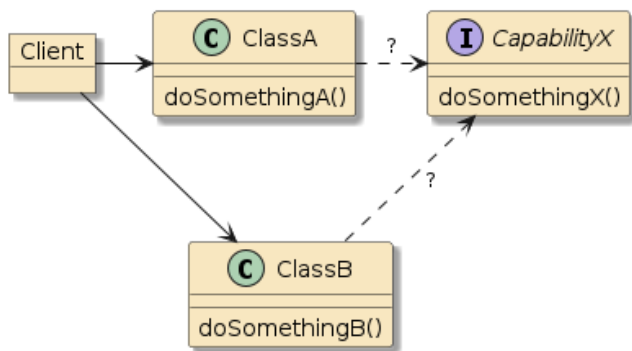 Client
C ClassA
doSomethingA()
?
I CapabilityX
doSomethingX()
?
C ClassB
doSomethingB()